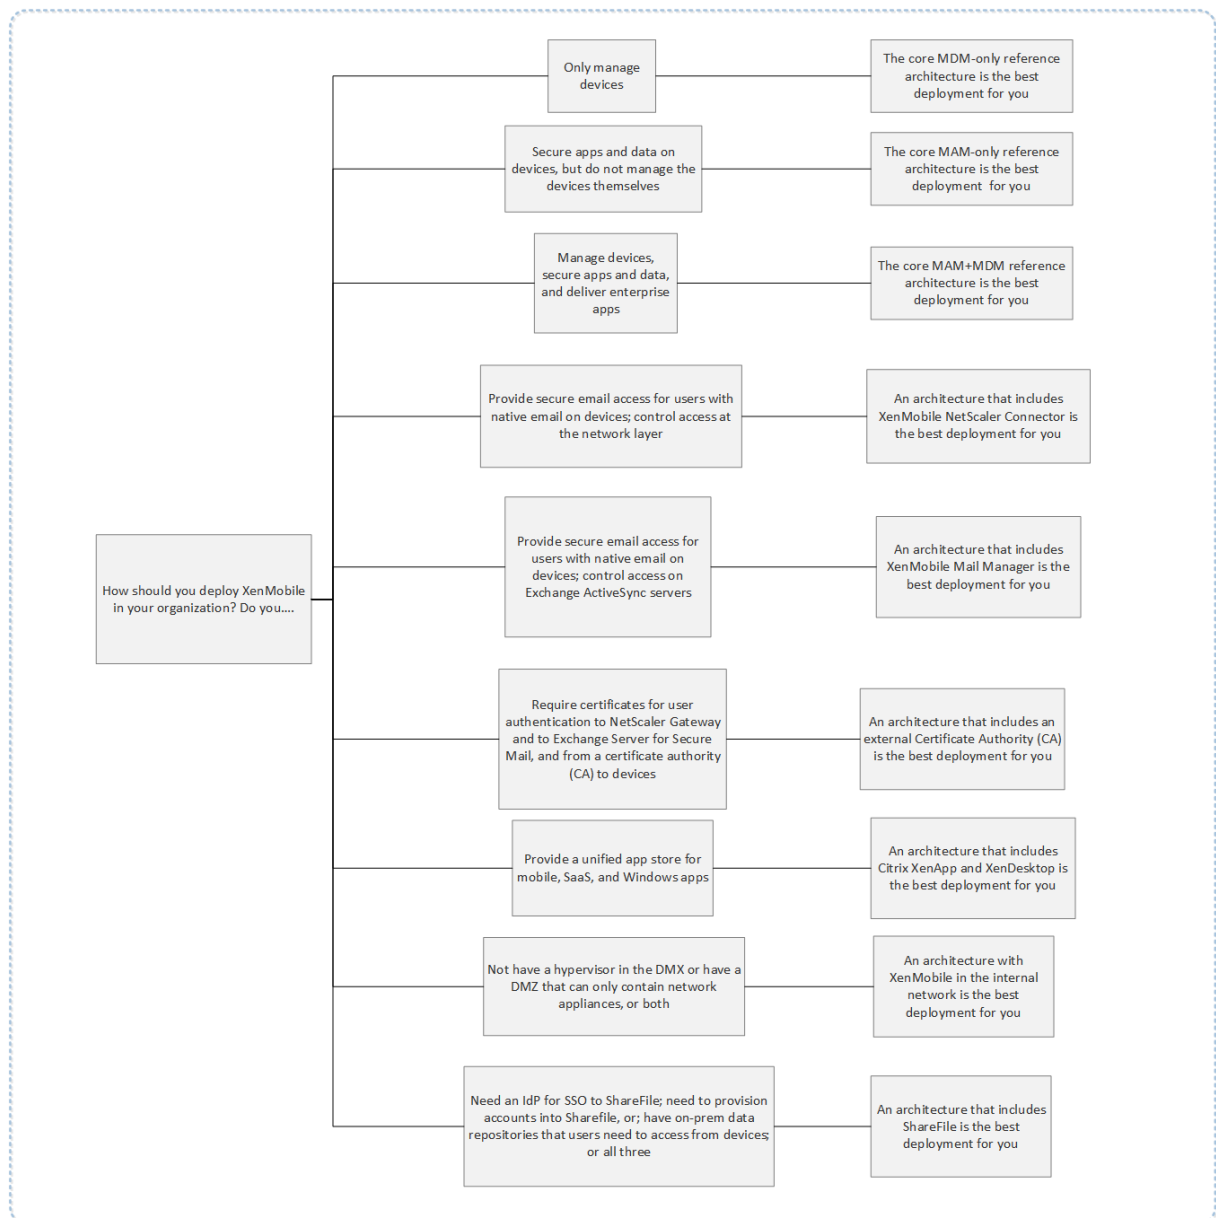 Only manage
devices
The core MDM-only reference
architecture is the best
deployment for you
Secure apps and data on
devices, but do not manage the
devices themselves
The core MAM-only reference
architecture is the best
deployment  for you
Manage devices,
secure apps and data,
and deliver enterprise
apps
The core MAM+MDM reference
architecture is the best
deployment for you
Provide secure email access for users with
native email on devices; control access at
the network layer
An architecture that includes
XenMobile NetScaler Connector is
the best deployment for you
Provide secure email access for
users with native email on
devices; control access on
Exchange ActiveSync servers
An architecture that includes
XenMobile Mail Manager is the
best deployment for you
How should you deploy XenMobile
in your organization? Do you....
Require certificates for user
authentication to NetScaler Gateway
and to Exchange Server for Secure
Mail, and from a certificate authority
(CA) to devices
An architecture that includes an
external Certificate Authority (CA)
is the best deployment for you
Provide a unified app store for
mobile, SaaS, and Windows apps
An architecture that includes
Citrix XenApp and XenDesktop is
the best deployment for you
Not have a hypervisor in the DMX or have a
DMZ that can only contain network
appliances, or both
An architecture with
XenMobile in the internal
network is the best
deployment for you
Need an IdP for SSO to ShareFile; need to provision
accounts into Sharefile, or; have on-prem data
repositories that users need to access from devices;
or all three
An architecture that includes
ShareFile is the best
deployment for you